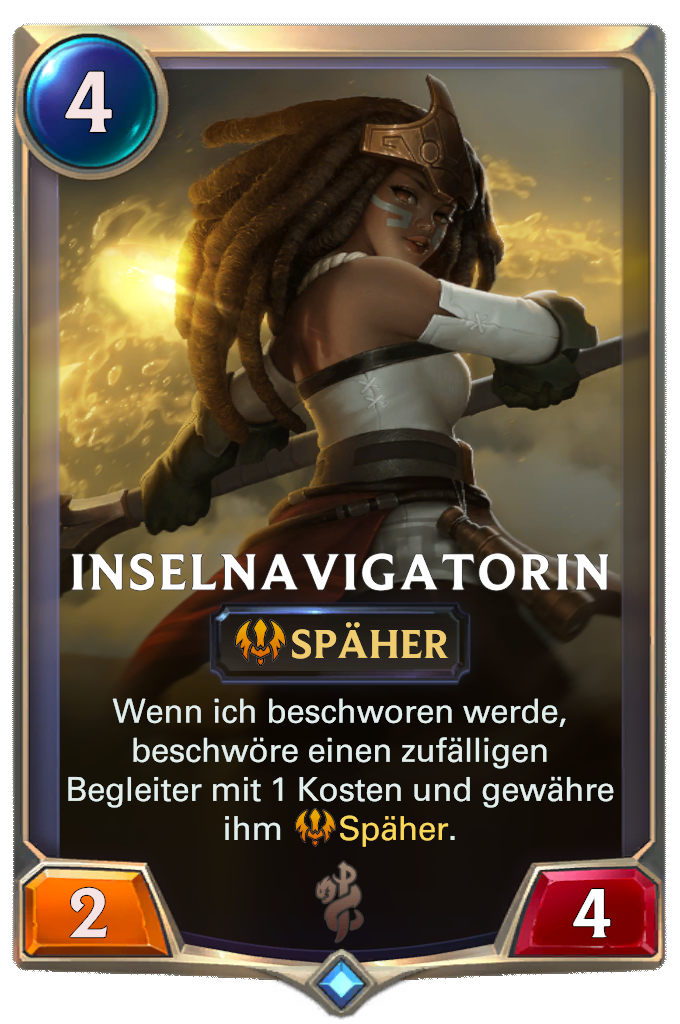 4
INSELNAVIGATORIN
SPÄHER
Wenn ich beschworen werde,
beschwöre einen zufälligen
Begleiter mit 1 Kosten und gewähre
ihm Späher.
2
4